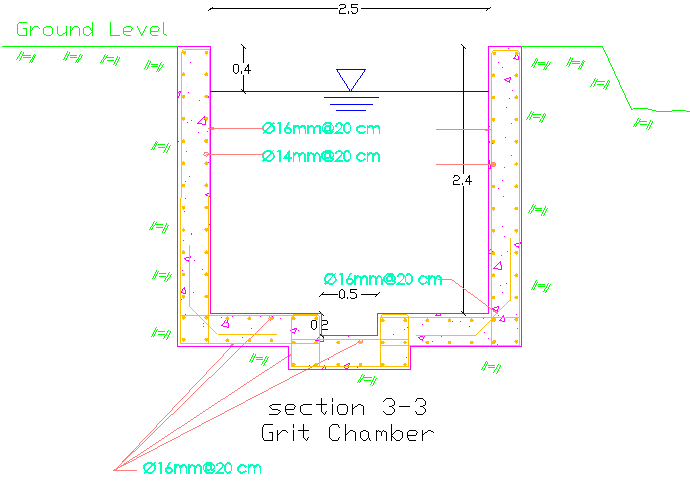 2.5
Ground Level
0.4
Ø16mm@20 cm
Ø14mm@20 cm
2.4
Ø16mm@20 cm
0.5
0.2
section 3-3
Grit Chamber
Ø16mm@20 cm